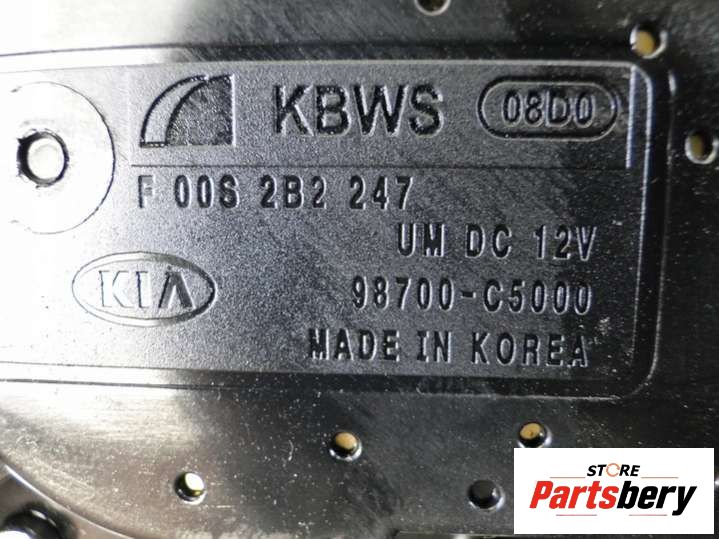 KBWS 08D0
F 00S 2B2 247
UM DC 12V
KIA 98700-C5000
MADE IN KOREA
STORE
Partsbery